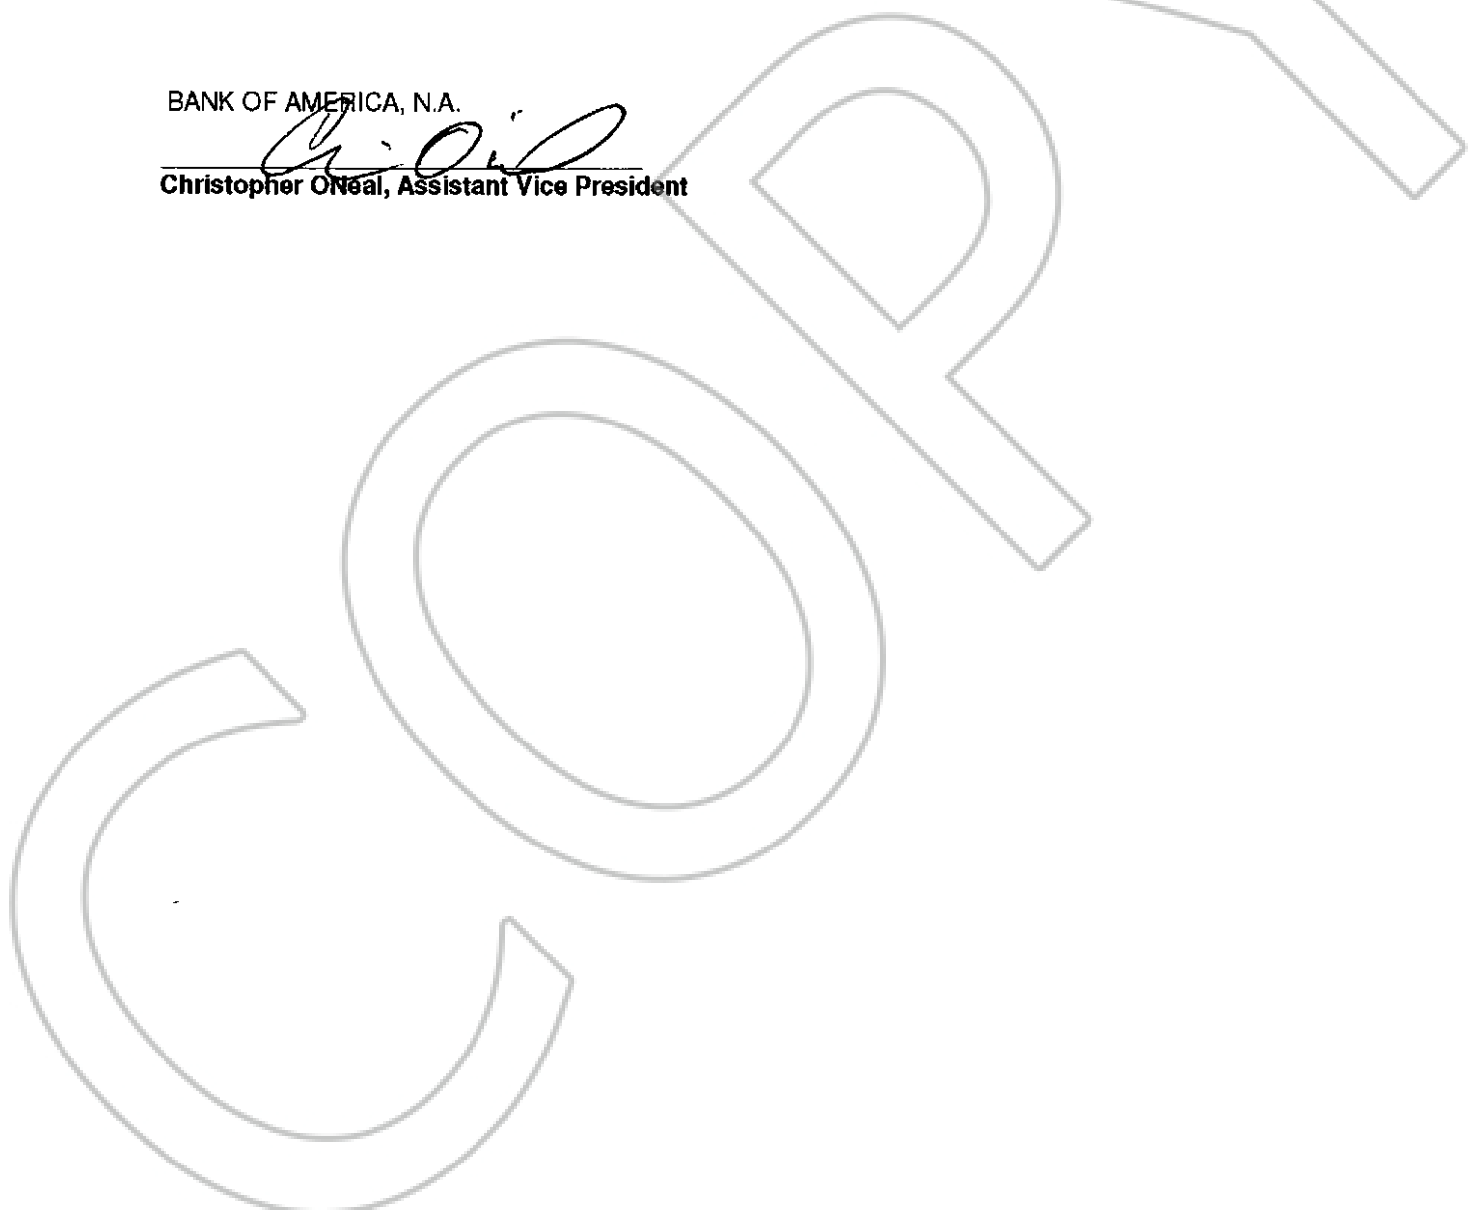 BANK OF AMERICA, N.A.
Christopher ONeal, Assistant Vice President
COPY